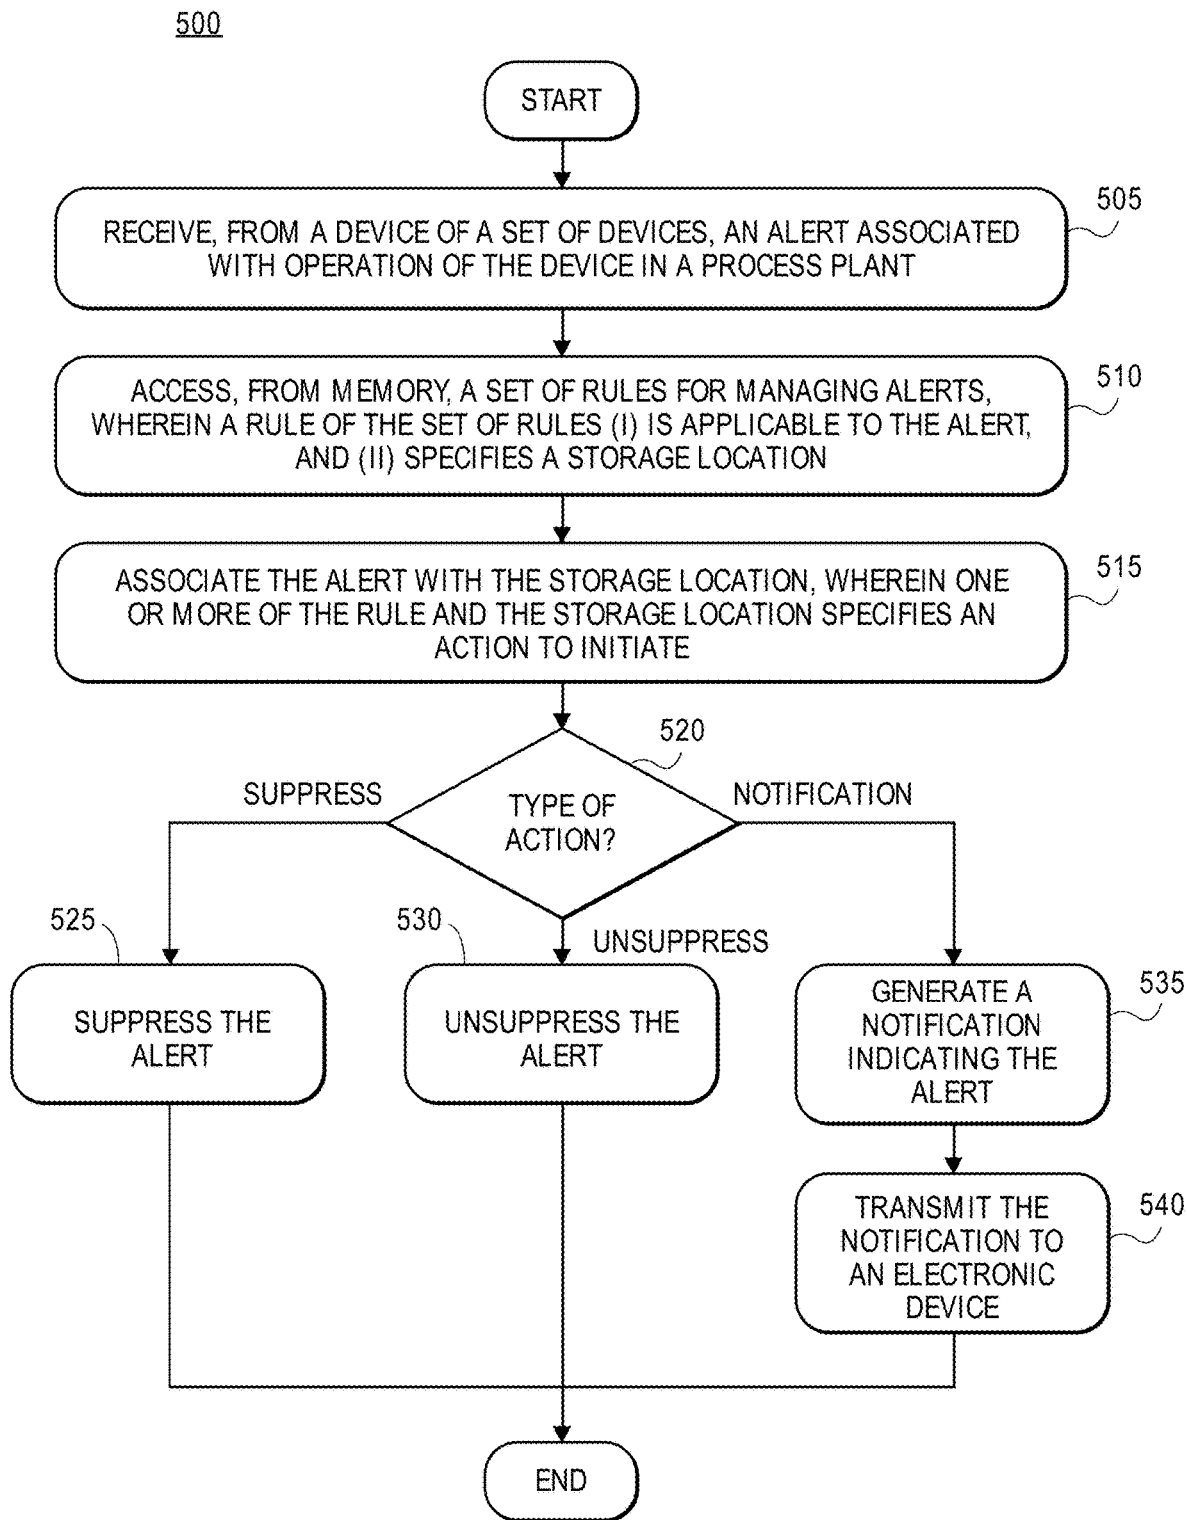 500
START
505
RECEIVE, FROM A DEVICE OF A SET OF DEVICES, AN ALERT ASSOCIATED
WITH OPERATION OF THE DEVICE IN A PROCESS PLANT
510
ACCESS, FROM MEMORY, A SET OF RULES FOR MANAGING ALERTS,
WHEREIN A RULE OF THE SET OF RULES (I) IS APPLICABLE TO THE ALERT,
AND (II) SPECIFIES A STORAGE LOCATION
515
ASSOCIATE THE ALERT WITH THE STORAGE LOCATION, WHEREIN ONE
OR MORE OF THE RULE AND THE STORAGE LOCATION SPECIFIES AN
ACTION TO INITIATE
520
SUPPRESS
NOTIFICATION
TYPE OF
ACTION?
UNSUPPRESS
525
SUPPRESS THE
ALERT
530
UNSUPPRESS THE
ALERT
535
GENERATE A
NOTIFICATION
INDICATING THE
ALERT
540
TRANSMIT THE
NOTIFICATION TO
AN ELECTRONIC
DEVICE
END